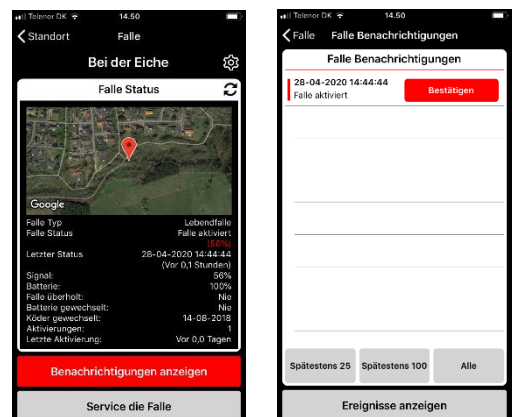 Telenor DK 14.50
Standort Falle
Bei der Eiche
Falle Status
Google
Falle Typ Lebendfalle
Falle Status Falle aktiviert
(56%)
Letzter Status 28-04-2020 14:44:44
(Vor 0,1 Stunden)
Signal: 56%
Batterie: 100%
Falle überholt: Nie
Batterie gewechselt: Nie
Köder gewechselt: 14-08-2018
Aktivierungen: 1
Letzte Aktivierung: Vor 0,0 Tagen
Benachrichtigungen anzeigen
Service die Falle
Telenor DK 14.50
Falle Falle Benachrichtigungen
Falle Benachrichtigungen
28-04-2020 14:44:44
Falle aktiviert
Bestätigen
Spätestens 25 Spätestens 100 Alle
Ereignisse anzeigen